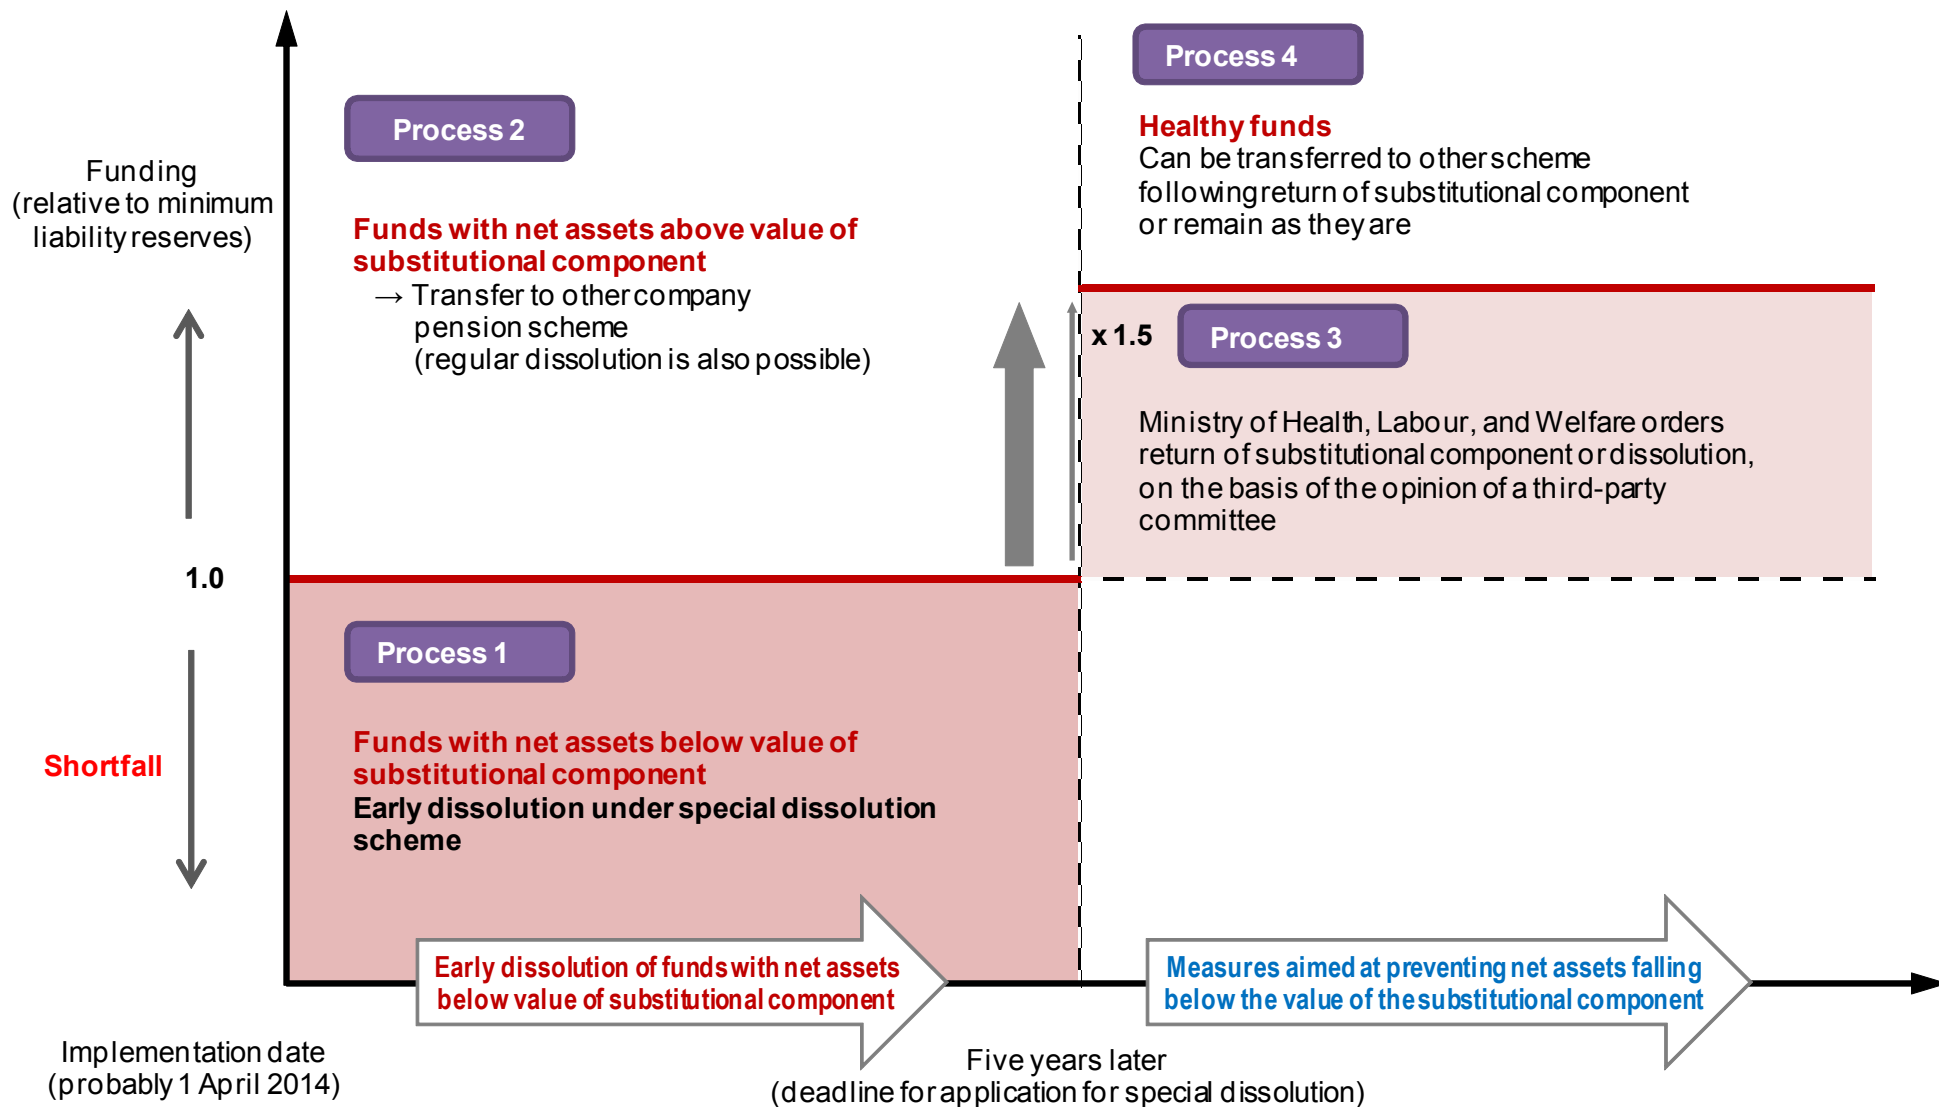 Process 4
Process 2
Healthy funds
Can be transferred to other scheme
following return of substitutional component
or remain as they are
Funding
(relative to minimum
liability reserves)
Funds with net assets above value of
substitutional component
→ Transfer to other company
pension scheme
(regular dissolution is also possible)
x 1.5
Process 3
Ministry of Health, Labour, and Welfare orders
return of substitutional component or dissolution,
on the basis of the opinion of a third-party
committee
1.0
Process 1
Shortfall
Funds with net assets below value of
substitutional component
Early dissolution under special dissolution
scheme
Early dissolution of funds with net assets
below value of substitutional component
Measures aimed at preventing net assets falling
below the value of the substitutional component
Implementation date
(probably 1 April 2014)
Five years later
(deadline for application for special dissolution)